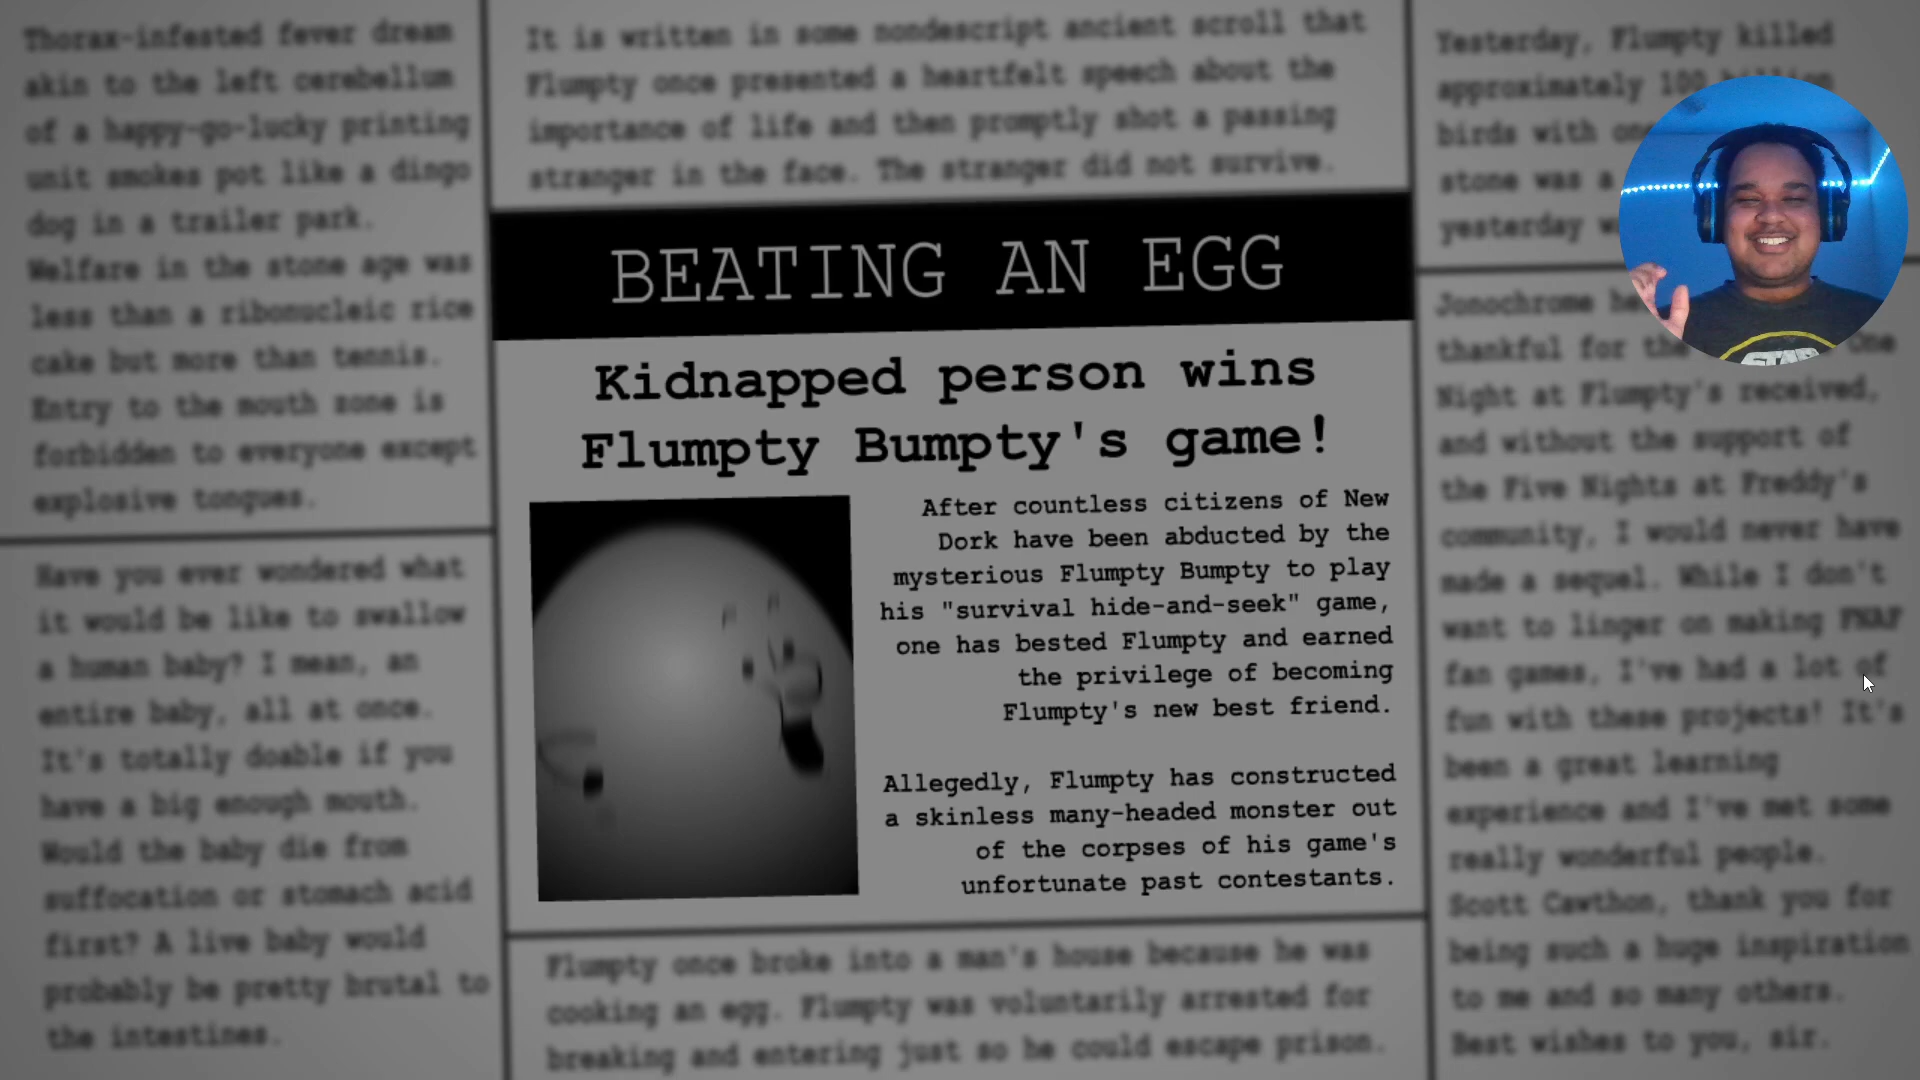 Thorax-infested fever dream
akin to the left cerebellum
of a happy-go-lucky printing
unit smokes pot like a dingo
dog in a trailer park.
Welfare in the stone age was
less than a ribonucleic rice
cake but more than tennis.
Entry to the mouth zone is
forbidden to everyone except
explosive tongues.
Have you ever wondered what
it would be like to swallow
a human baby? I mean, an
entire baby, all at once.
It's totally doable if you
have a big enough mouth.
Would the baby die from
suffocation or stomach acid
first? A live baby would
probably be pretty brutal to
the intestines.
It is written in some nondescript ancient scroll that
Flumpty once presented a heartfelt speech about the
importance of life and then promptly shot a passing
stranger in the face. The stranger did not survive.
BEATING AN EGG
Kidnapped person wins
Flumpty Bumpty's game!
After countless citizens of New
Dork have been abducted by the
mysterious Flumpty Bumpty to play
his "survival hide-and-seek" game,
one has bested Flumpty and earned
the privilege of becoming
Flumpty's new best friend.
Allegedly, Flumpty has constructed
a skinless many-headed monster out
of the corpses of his game's
unfortunate past contestants.
Flumpty once broke into a man's house because he was
cooking an egg. Flumpty was voluntarily arrested for
breaking and entering just so he could escape prison.
Yesterday, Flumpty killed
approximately 100 billion
birds with
stone was a
yesterday
Jonochrome
thankful for the One
Night at Flumpty's received,
and without the support of
the Five Nights at Freddy's
community, I would never have
made a sequel. While I don't
want to linger on making FNAF
fan games, I've had a lot of
fun with these projects! It's
been a great learning
experience and I've met some
really wonderful people.
Scott Cawthon, thank you for
being such a huge inspiration
to me and so many others.
Best wishes to you, sir.